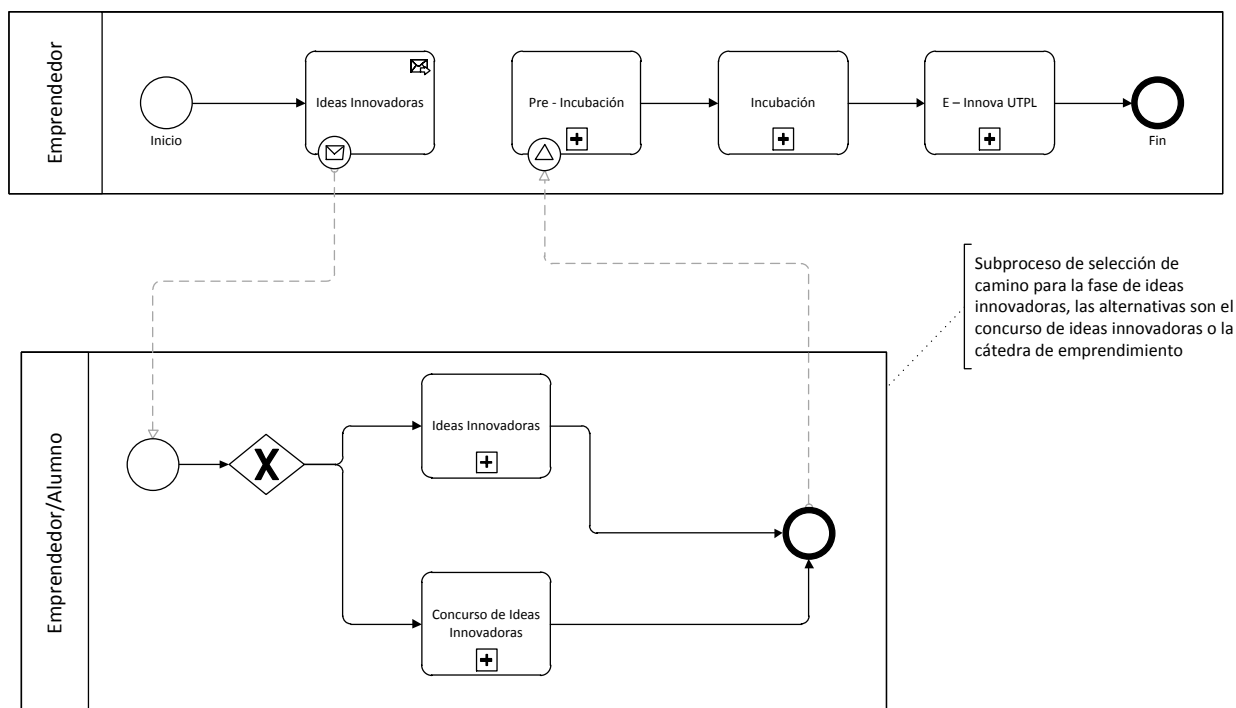 Emprendedor
Inicio
Ideas Innovadoras
Pre - Incubación
Incubación
E – Innova UTPL
Fin
Subproceso de selección de
camino para la fase de ideas
innovadoras, las alternativas son el
concurso de ideas innovadoras o la
cátedra de emprendimiento
Emprendedor/Alumno
X
Ideas Innovadoras
Concurso de Ideas
Innovadoras